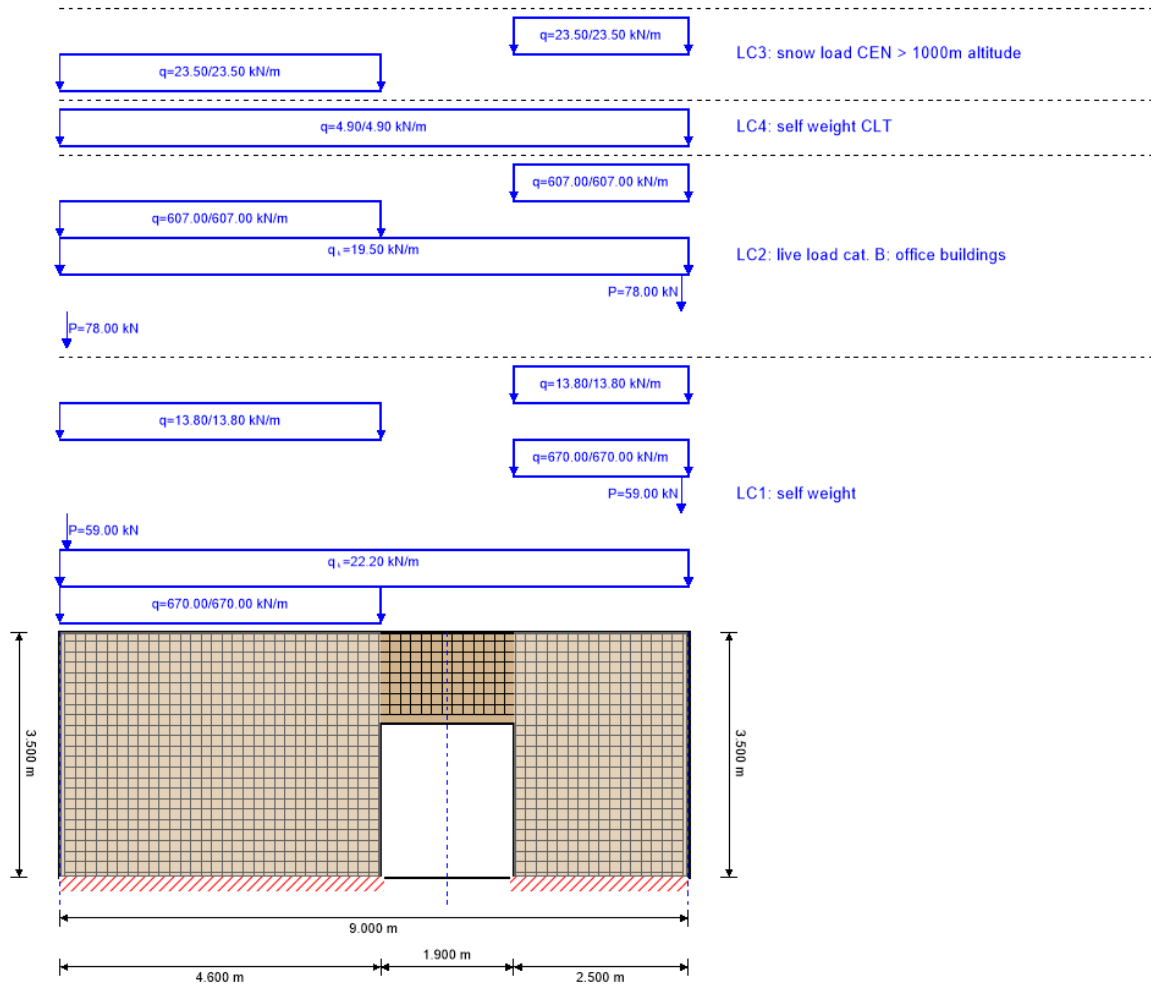 q=23.50/23.50 kN/m
q=23.50/23.50 kN/m
LC3: snow load CEN > 1000m altitude
q=4.90/4.90 kN/m
LC4: self weight CLT
q=607.00/607.00 kN/m
q=607.00/607.00 kN/m
qk=19.50 kN/m
LC2: live load cat. B: office buildings
P=78.00 kN
P=78.00 kN
q=13.80/13.80 kN/m
q=13.80/13.80 kN/m
q=670.00/670.00 kN/m
P=59.00 kN
LC1: self weight
P=59.00 kN
qk=22.20 kN/m
q=670.00/670.00 kN/m
3.500 m
3.500 m
9.000 m
4.600 m
1.900 m
2.500 m